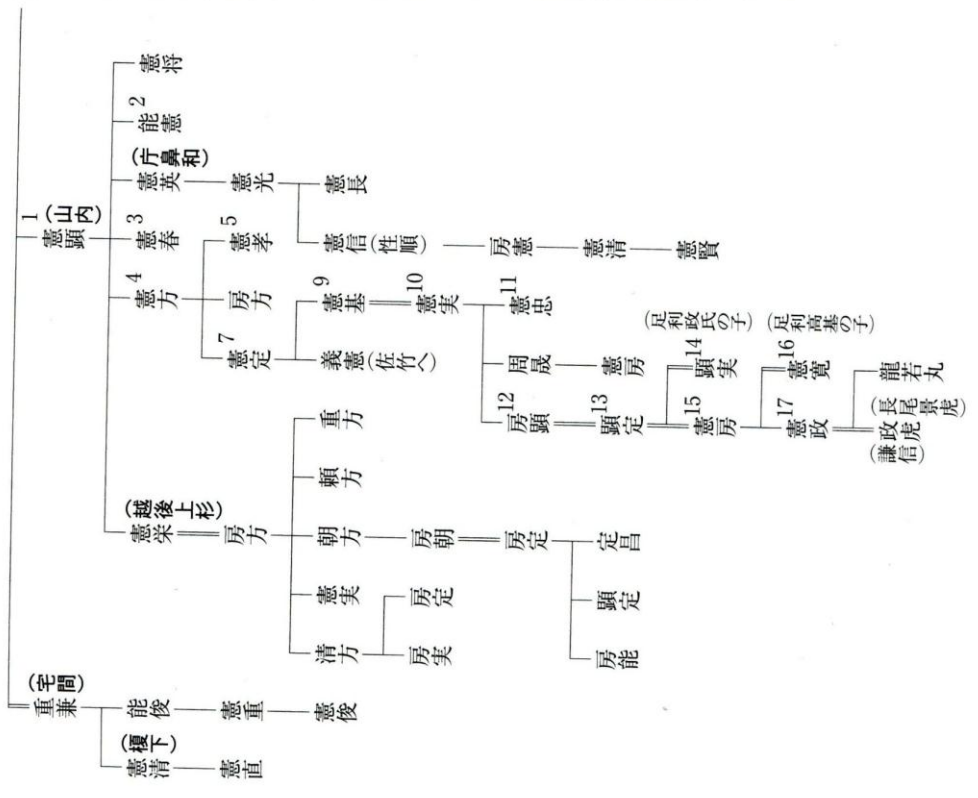 1
(山内)
憲顕
憲将
2
能憲
(庁鼻和)
憲英
憲光
憲長
憲信(性順)
房憲
憲清
憲賢
3
憲春
4
憲方
5
憲孝
房方
7
憲定
9
憲基
義憲(佐竹へ)
10
憲実
11
憲忠
周晟
憲房
12
房顕
13
顕定
(足利政氏の子)
14
顕実
15
憲房
(足利高基の子)
16
憲寛
17
憲政
龍若丸
(長尾景虎)
政虎
(謙信)
(越後上杉)
憲栄
房方
重方
頼方
朝方
房朝
房定
定昌
顕定
房能
憲実
清方
房定
房実
(宅間)
重兼
能俊
憲重
憲俊
(榎下)
憲清
憲直